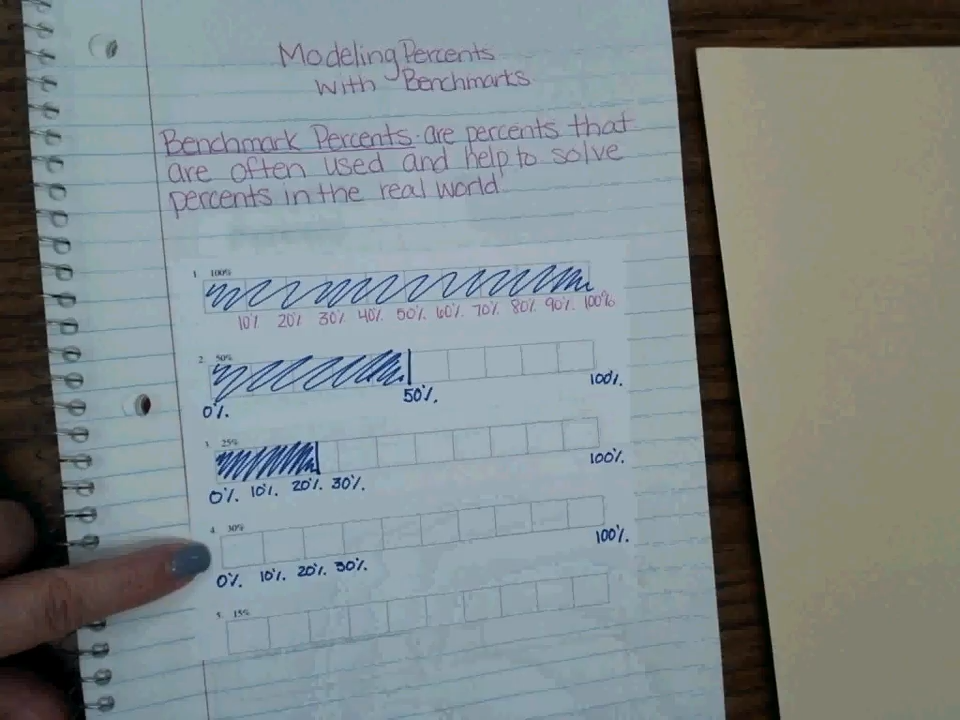 Modeling Percents
With Benchmarks
Benchmark Percents are percents that
are often used and help to solve
percents in the real world.
1. 100%
10% 20% 30% 40% 50% 60% 70% 80% 90% 100%
2. 50%
0% 50% 100%
3. 25%
0% 10% 20% 30% 100%
4. 30%
0% 10% 20% 30% 100%
5. 15%